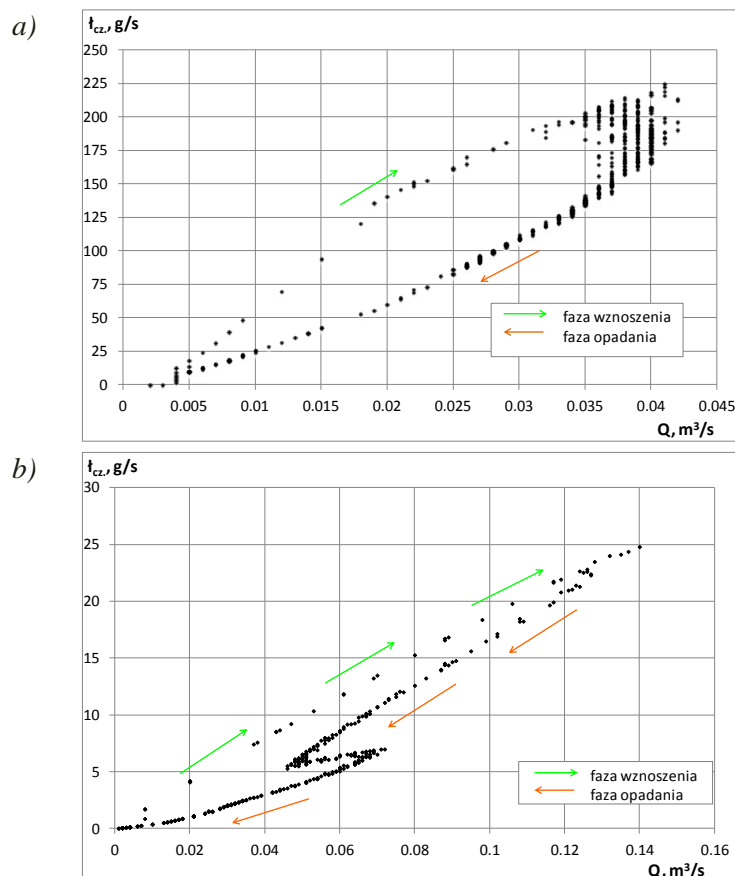 a)
ł_cz., g/s
250
225
200
175
150
125
100
75
50
25
0
0 0.005 0.01 0.015 0.02 0.025 0.03 0.035 0.04 0.045
Q, m³/s
faza wznoszenia
faza opadania
b)
ł_cz., g/s
30
25
20
15
10
5
0
0 0.02 0.04 0.06 0.08 0.1 0.12 0.14 0.16
Q, m³/s
faza wznoszenia
faza opadania